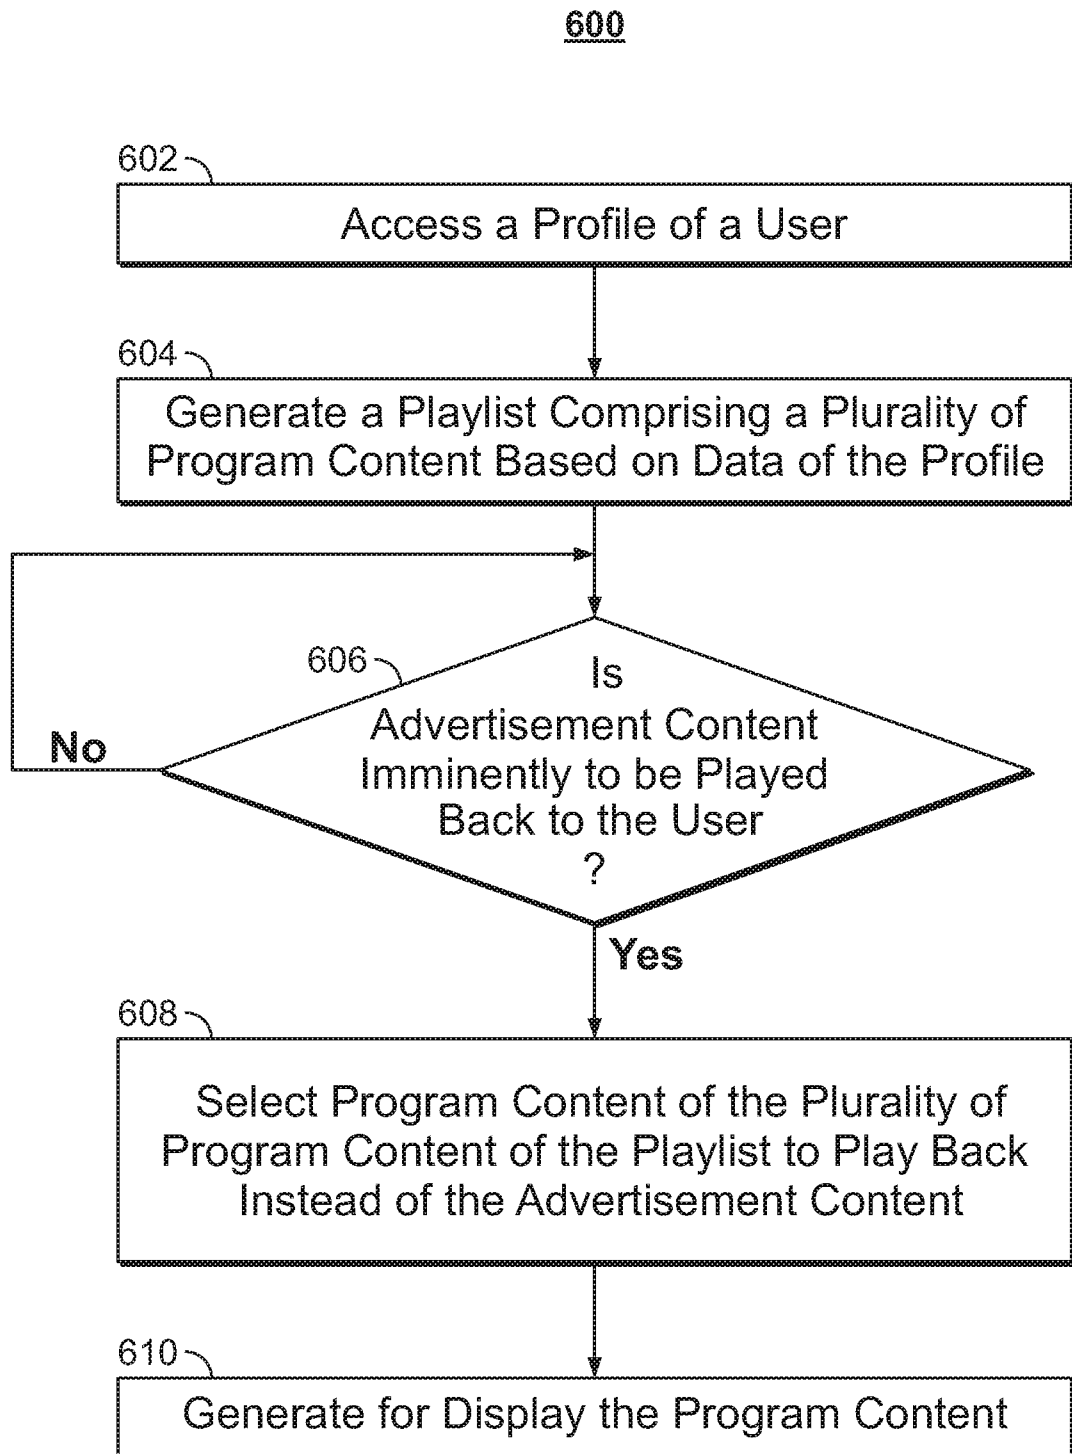 600
602
Access a Profile of a User
604
Generate a Playlist Comprising a Plurality of
Program Content Based on Data of the Profile
606
Is
Advertisement Content
Imminently to be Played
Back to the User
?
No
Yes
608
Select Program Content of the Plurality of
Program Content of the Playlist to Play Back
Instead of the Advertisement Content
610
Generate for Display the Program Content